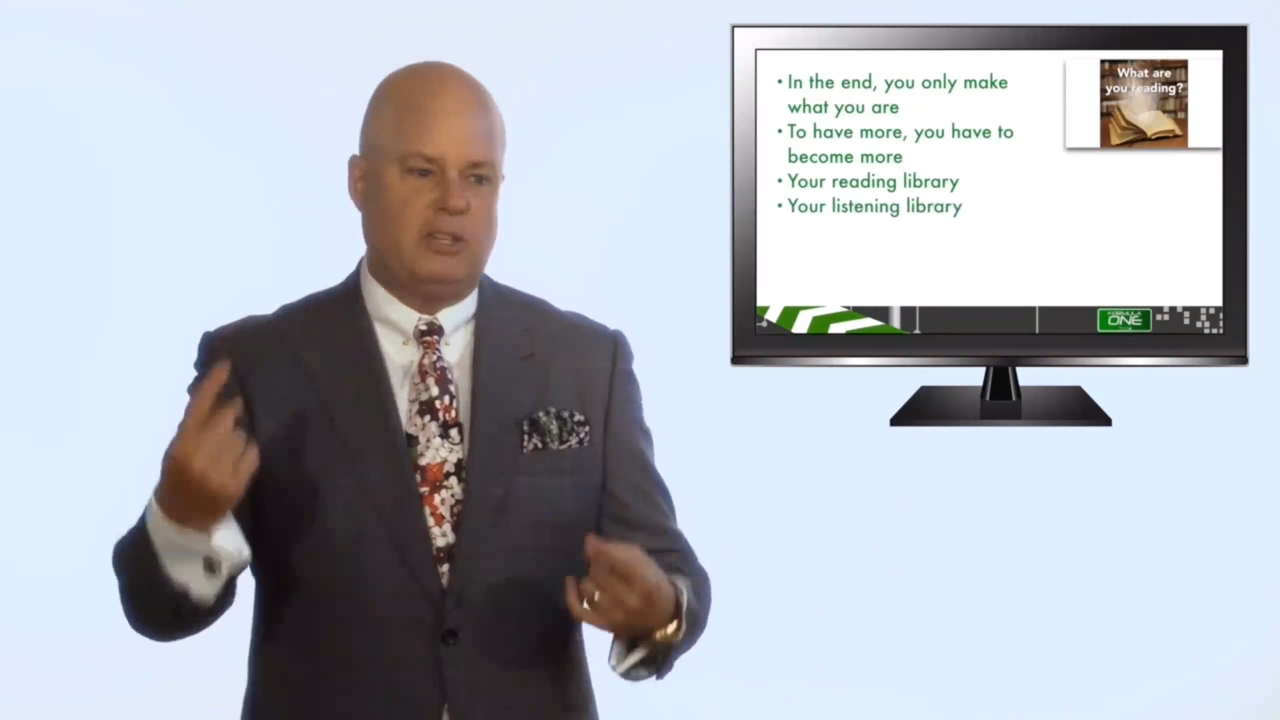 • In the end, you only make
what you are
• To have more, you have to
become more
• Your reading library
• Your listening library
What are
you reading?
FORMULA
ONE